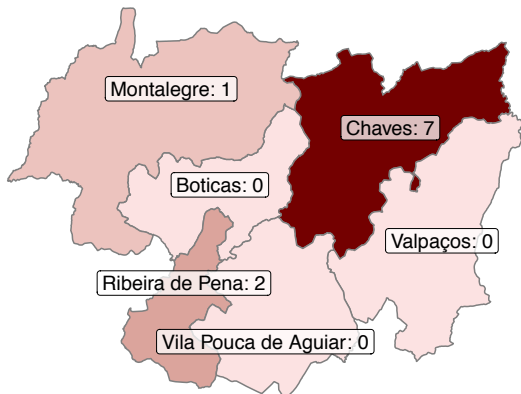 Montalegre: 1
Chaves: 7
Boticas: 0
Valpaços: 0
Ribeira de Pena: 2
Vila Pouca de Aguiar: 0